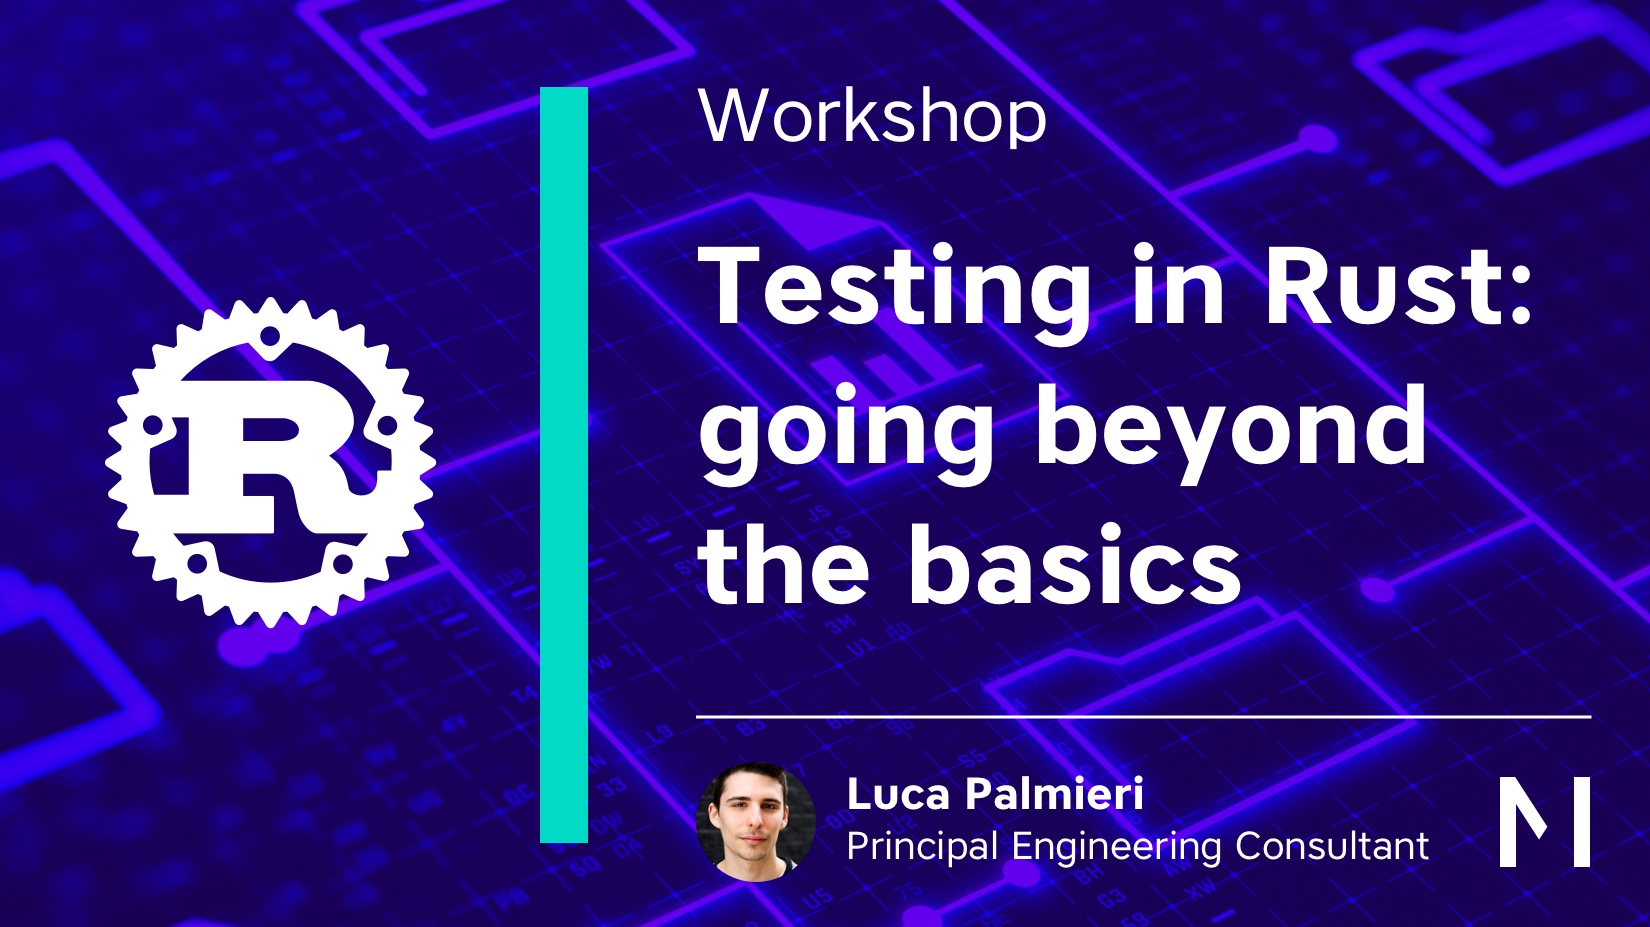 Workshop
Testing in Rust:
going beyond
the basics
Luca Palmieri
Principal Engineering Consultant
R